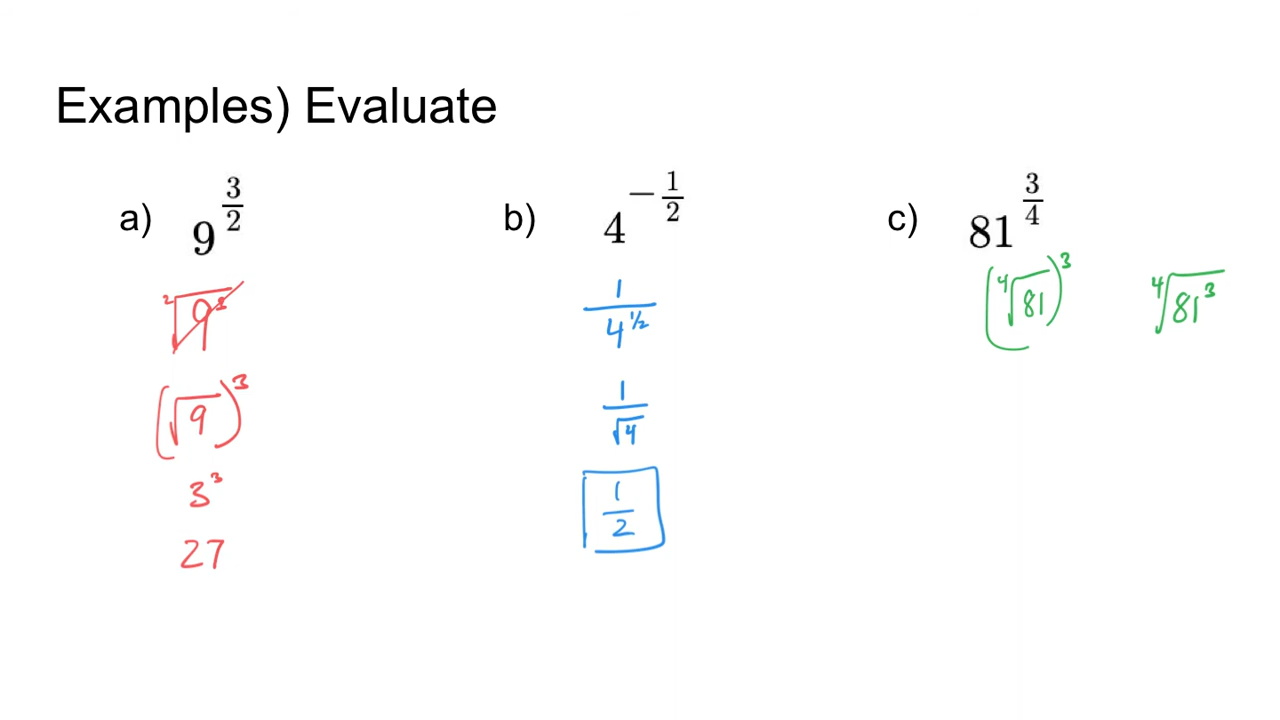 Examples) Evaluate
a) 9^(3/2)
²√9³
(√9)³
3³
27
b) 4^(-1/2)
1/4^(1/2)
1/√4
1/2
c) 81^(3/4)
(⁴√81)³
⁴√81³